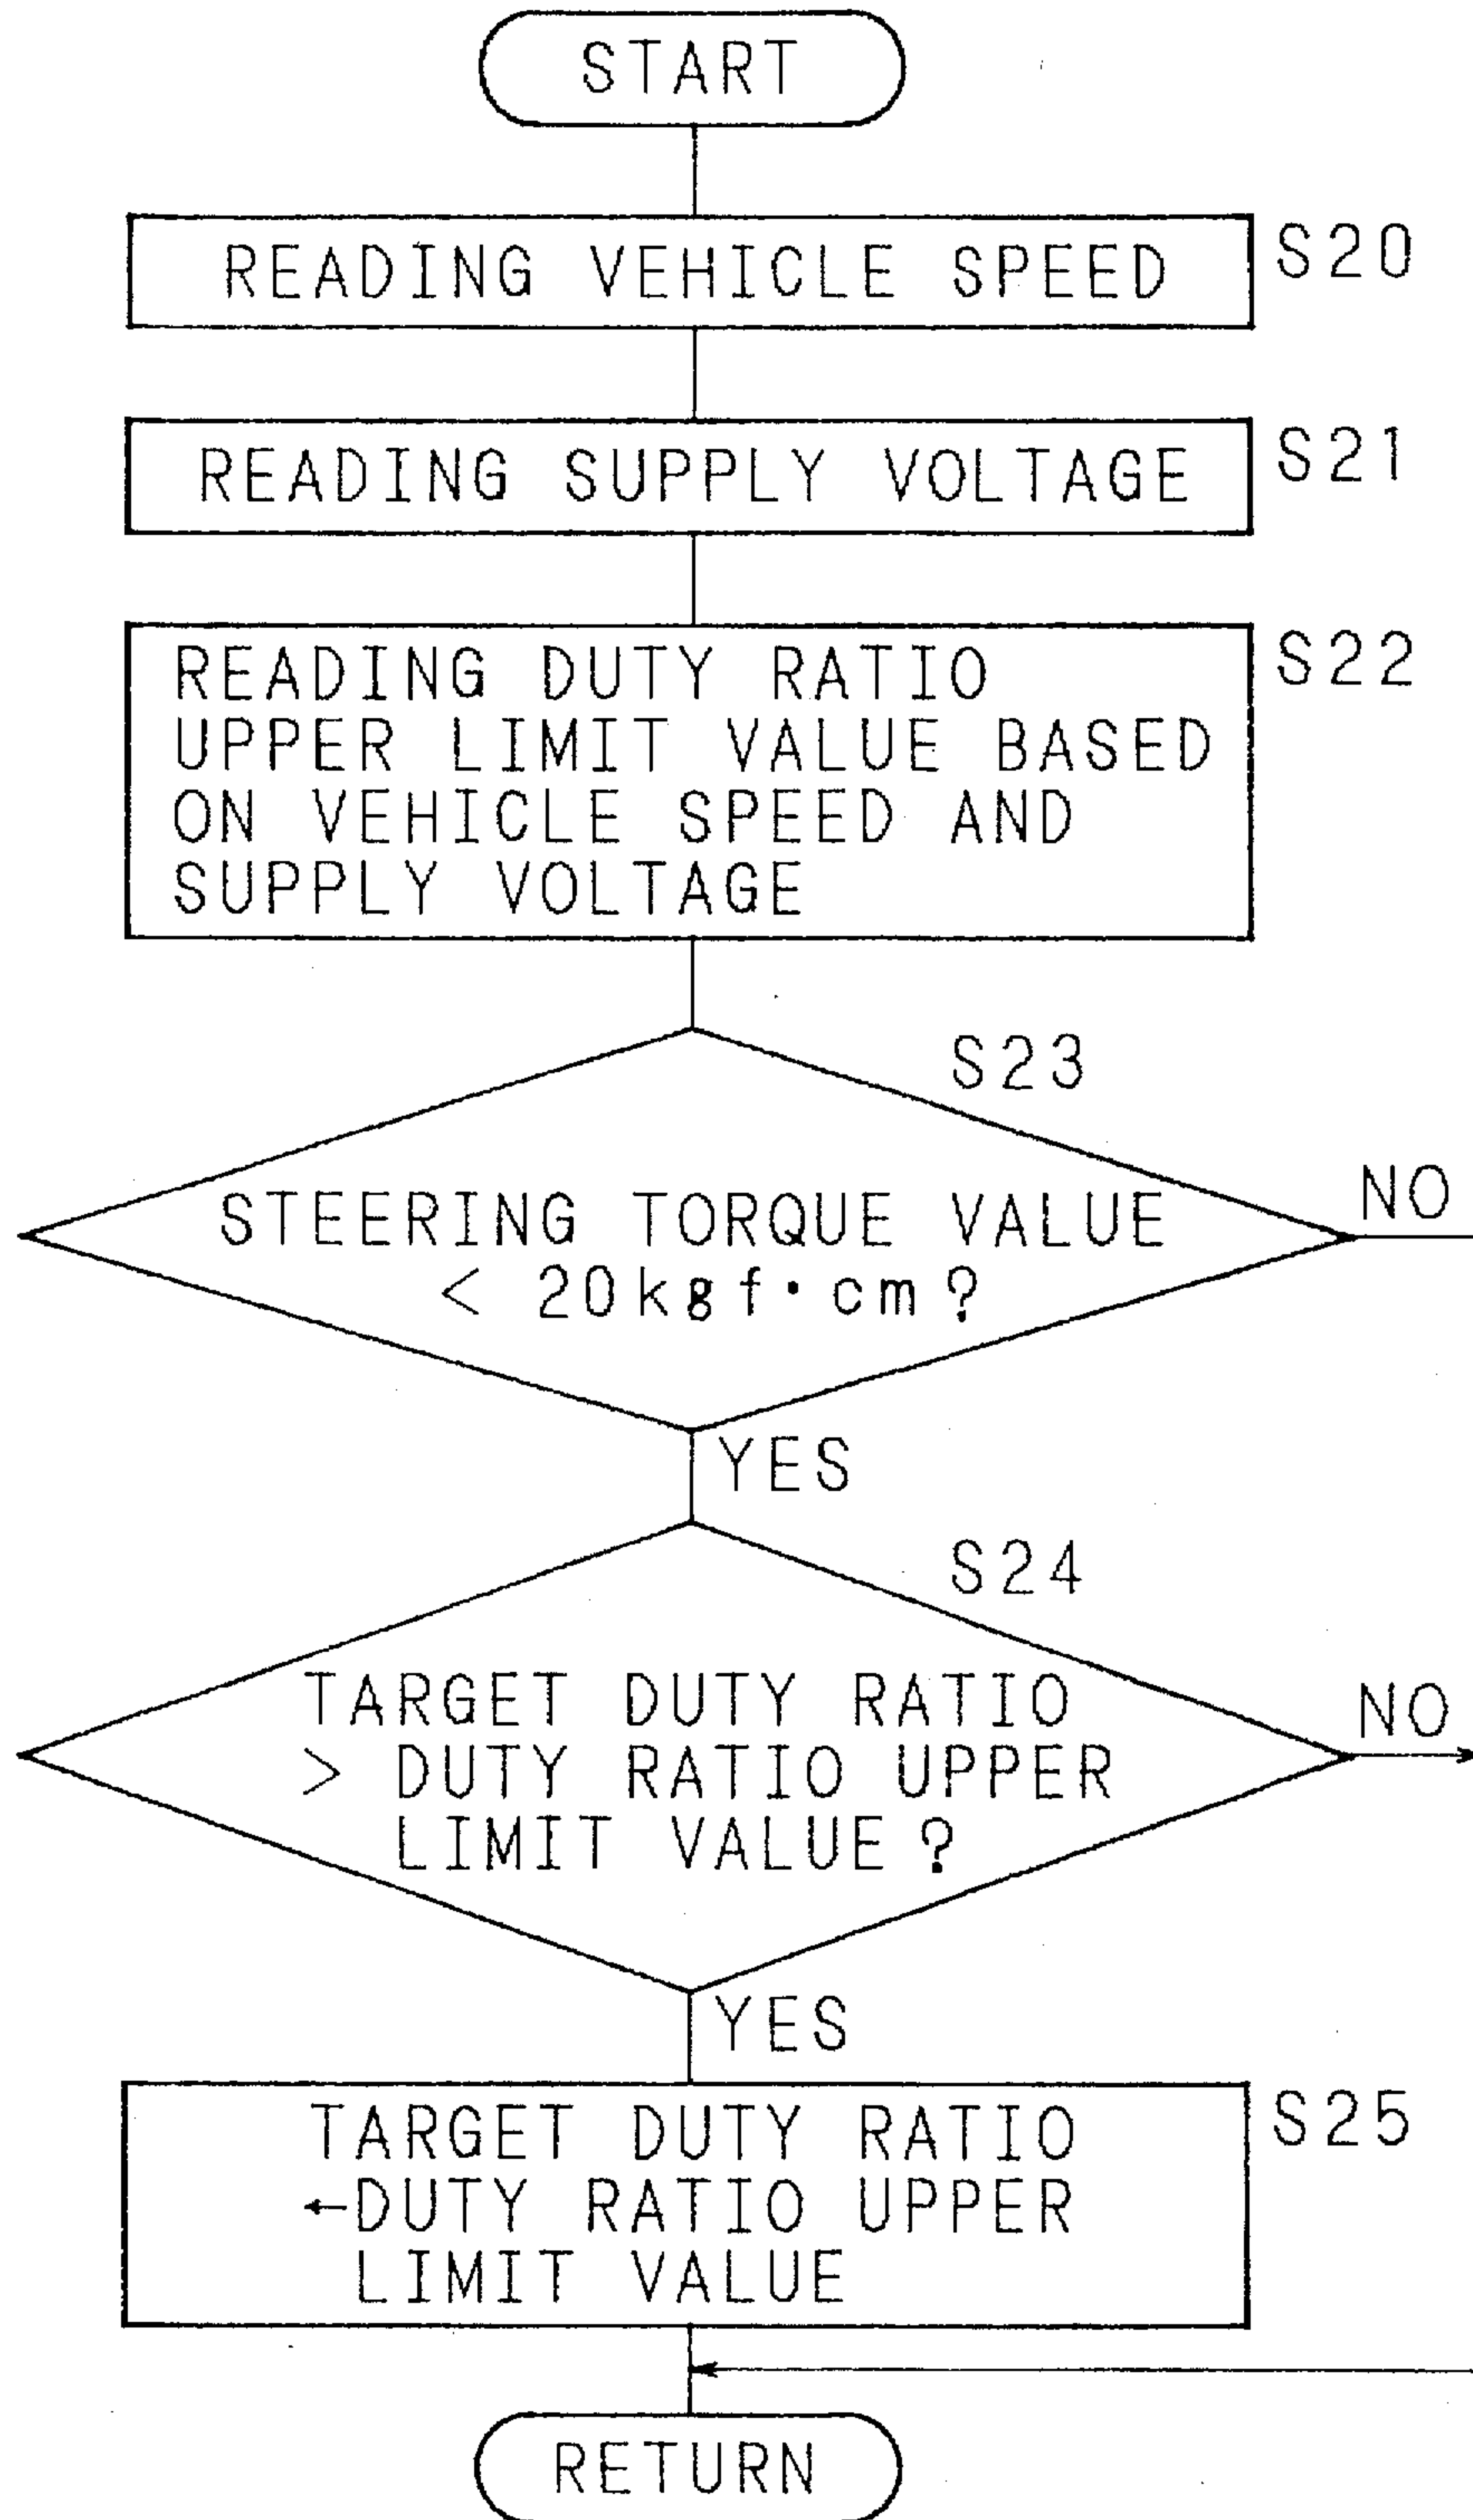 START
READING VEHICLE SPEED
S20
READING SUPPLY VOLTAGE
S21
READING DUTY RATIO
UPPER LIMIT VALUE BASED
ON VEHICLE SPEED AND
SUPPLY VOLTAGE
S22
S23
STEERING TORQUE VALUE
< 20kgf·cm?
NO
YES
S24
TARGET DUTY RATIO
> DUTY RATIO UPPER
LIMIT VALUE?
NO
YES
TARGET DUTY RATIO
←DUTY RATIO UPPER
LIMIT VALUE
S25
RETURN